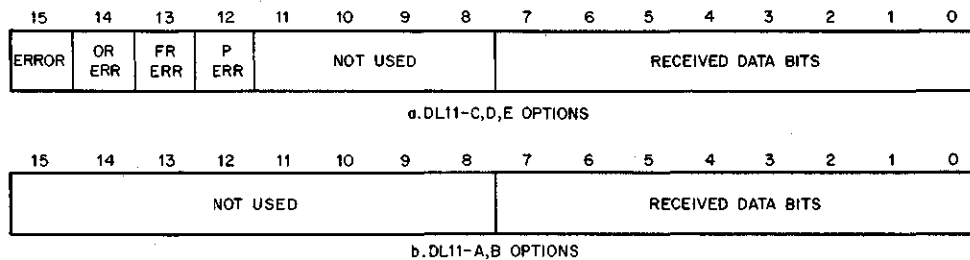 15 14 13 12 11 10 9 8 7 6 5 4 3 2 1 0
ERROR OR ERR FR ERR P ERR NOT USED RECEIVED DATA BITS
a.DL11-C,D,E OPTIONS
15 14 13 12 11 10 9 8 7 6 5 4 3 2 1 0
NOT USED RECEIVED DATA BITS
b.DL11-A,B OPTIONS